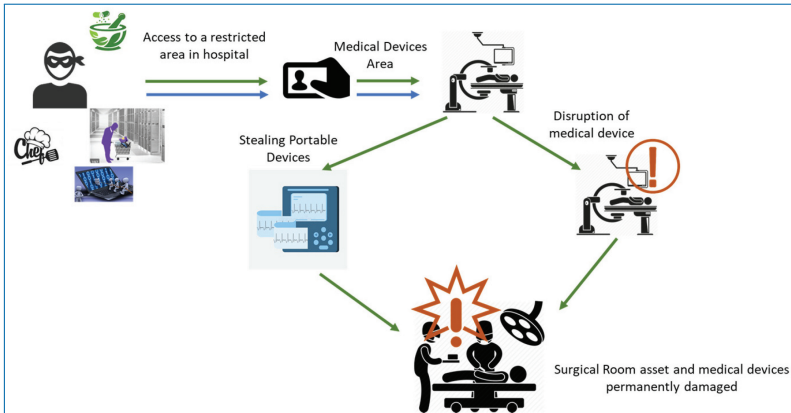 Access to a restricted
area in hospital
Medical Devices
Area
Chef
Stealing Portable
Devices
Disruption of
medical device
Surgical Room asset and medical devices
permanently damaged